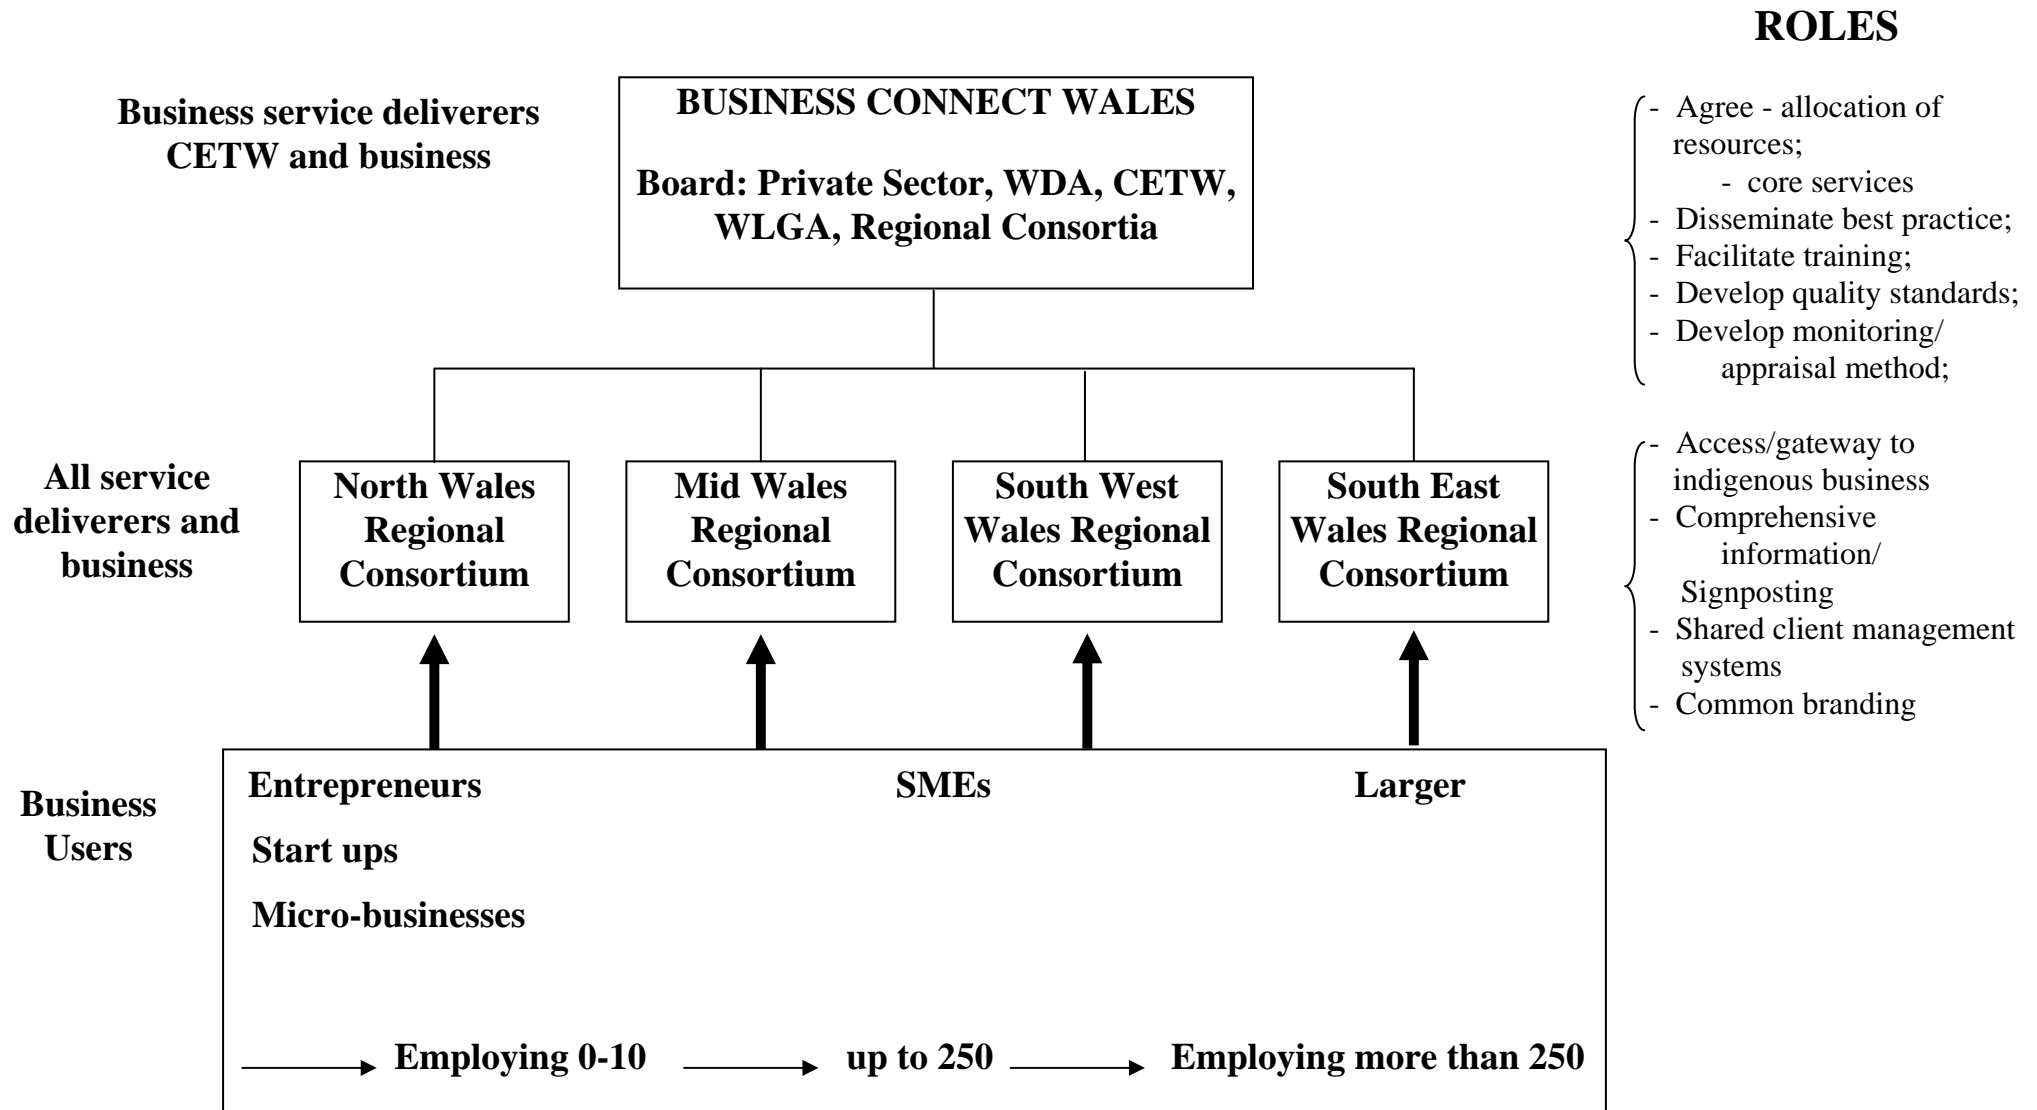 ROLES
Business service deliverers
CETW and business
BUSINESS CONNECT WALES
Board: Private Sector, WDA, CETW,
WLGA, Regional Consortia
- Agree - allocation of
resources;
- core services
- Disseminate best practice;
- Facilitate training;
- Develop quality standards;
- Develop monitoring/
appraisal method;
All service
deliverers and
business
North Wales
Regional
Consortium
Mid Wales
Regional
Consortium
South West
Wales Regional
Consortium
South East
Wales Regional
Consortium
- Access/gateway to
indigenous business
- Comprehensive
information/
Signposting
- Shared client management
systems
- Common branding
Business
Users
Entrepreneurs
Start ups
Micro-businesses
SMEs
Larger
Employing 0-10
up to 250
Employing more than 250